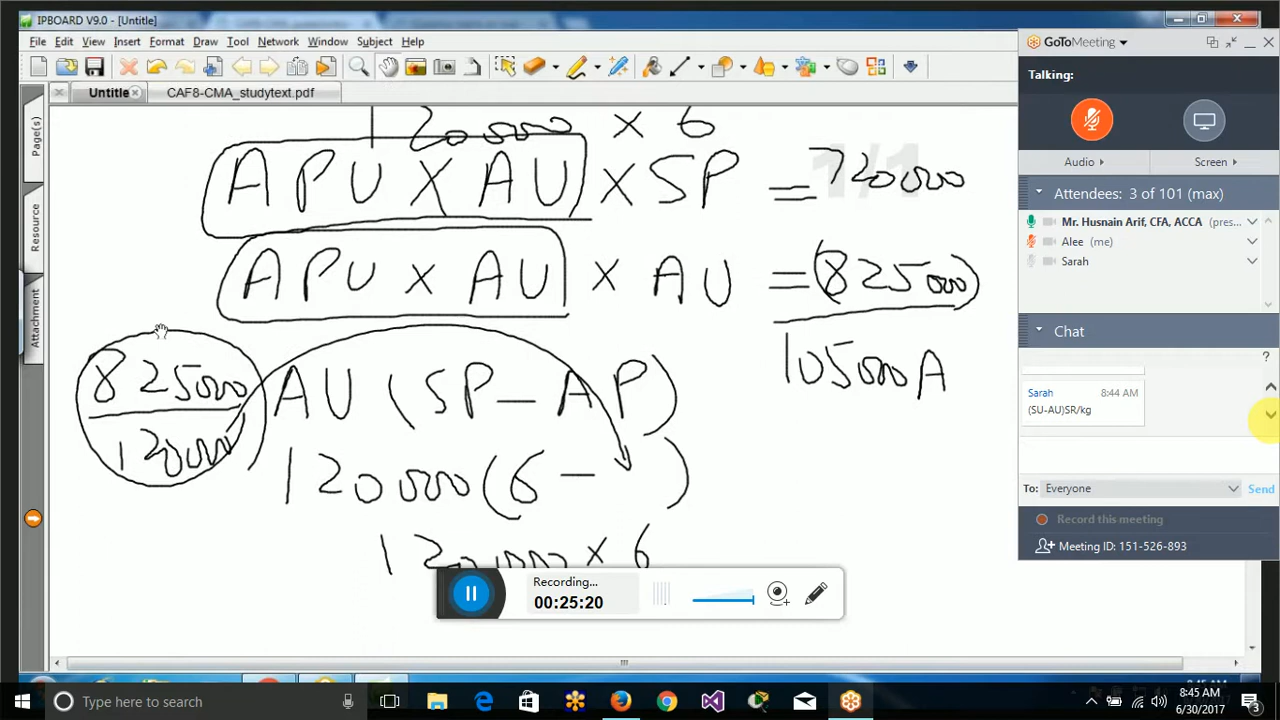 IPBOARD V9.0 - [Untitle]
File Edit View Insert Format Draw Tool Network Window Subject Help
Untitle CAF8-CMA_studytext.pdf
Page(s)
Resource
Attachment
120000 × 6
1/1
APU × AU × SP = 720000
APU × AU × AU = (825000)
105000 A
825000
120000
AU (SP - AP)
120000 (6 - )
120000 × 6
GoToMeeting
Talking:
Audio Screen
Attendees: 3 of 101 (max)
Mr. Husnain Arif, CFA, ACCA (pres...
Alee (me)
Sarah
Chat
?
Sarah 8:44 AM
(SU-AU)SR/kg
To: Everyone Send
Record this meeting
Meeting ID: 151-526-893
Recording...
00:25:20
Type here to search
8:45 AM
6/30/2017
3